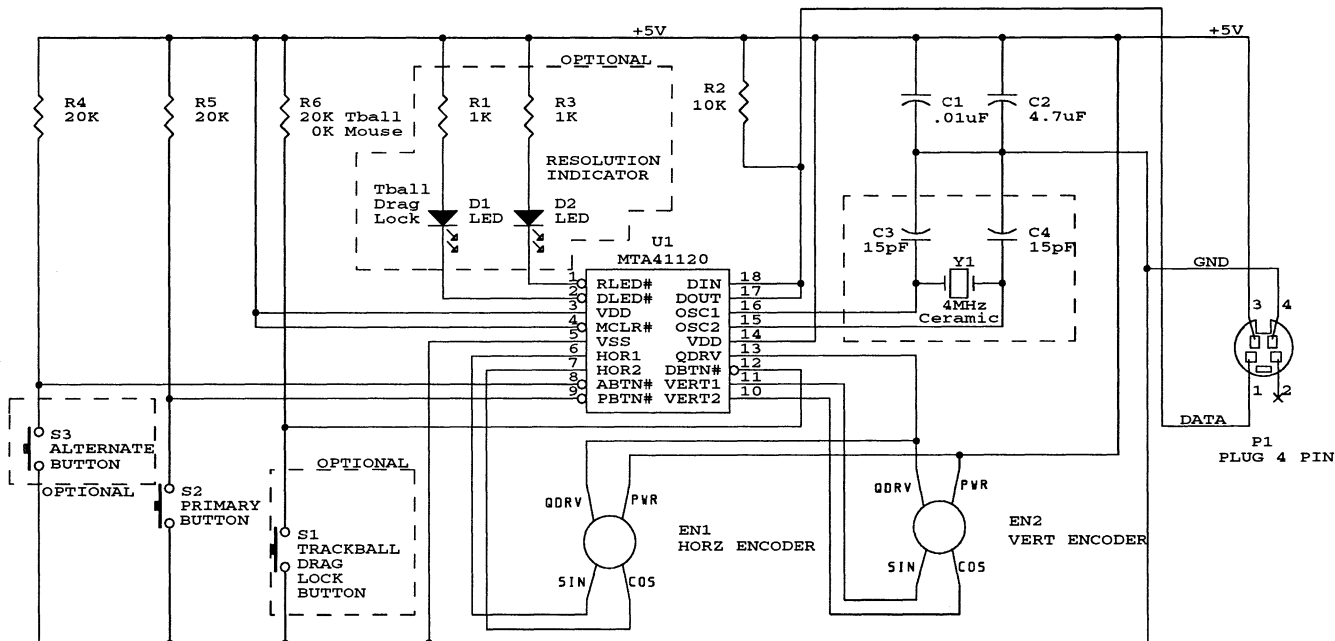 +5V
+5V
OPTIONAL
R4
20K
R5
20K
R6
20K Tball
0K Mouse
R1
1K
R3
1K
R2
10K
C1
.01uF
C2
4.7uF
RESOLUTION
INDICATOR
Tball
Drag
Lock
D1
LED
D2
LED
C3
15pF
C4
15pF
Y1
4MHz
Ceramic
U1
MTA41120
1 RLED# DIN 18
2 DLED# DOUT 17
3 VDD OSC1 16
4 MCLR# OSC2 15
5 VSS VDD 14
6 HOR1 QDRV 13
7 HOR2 DBTN# 12
8 ABTN# VERT1 11
9 PBTN# VERT2 10
GND
3 4
1 2
DATA
P1
PLUG 4 PIN
S3
ALTERNATE
BUTTON
OPTIONAL
S2
PRIMARY
BUTTON
OPTIONAL
S1
TRACKBALL
DRAG
LOCK
BUTTON
QDRV PWR
SIN COS
EN1
HORZ ENCODER
QDRV PWR
SIN COS
EN2
VERT ENCODER